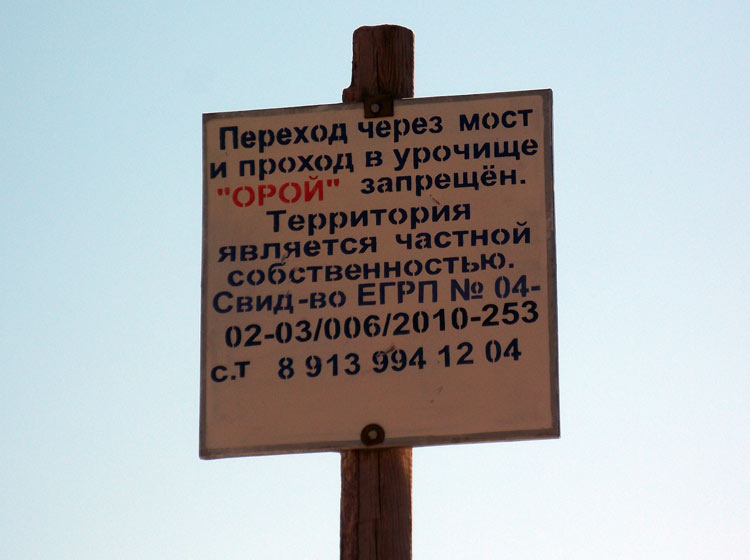 Переход через мост
и проход в урочище
"ОРОЙ" запрещён.
Территория
является частной
собственностью.
Свид-во ЕГРП № 04-
02-03/006/2010-253
с.т 8 913 994 12 04